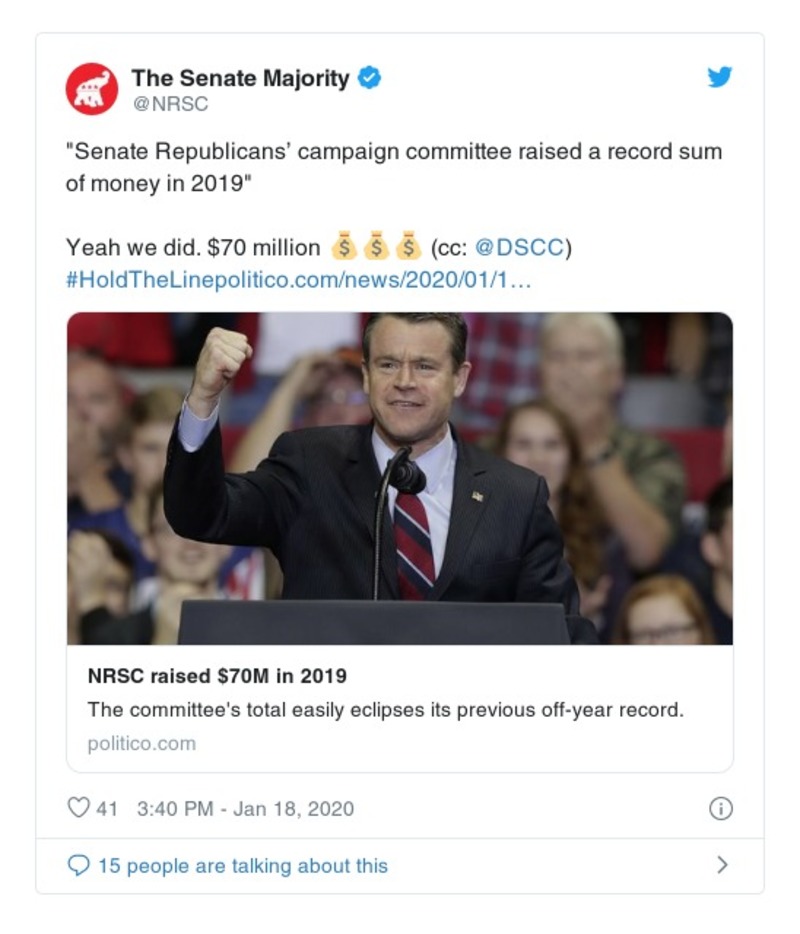 The Senate Majority
@NRSC
"Senate Republicans’ campaign committee raised a record sum
of money in 2019"
Yeah we did. $70 million 💰💰💰 (cc: @DSCC)
#HoldTheLinepolitico.com/news/2020/01/1…
NRSC raised $70M in 2019
The committee's total easily eclipses its previous off-year record.
politico.com
41 3:40 PM - Jan 18, 2020
15 people are talking about this